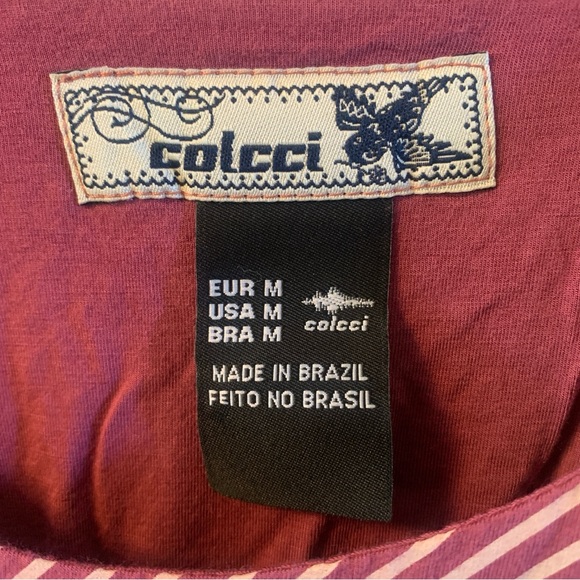 colcci
EUR M
USA M
BRA M
colcci
MADE IN BRAZIL
FEITO NO BRASIL